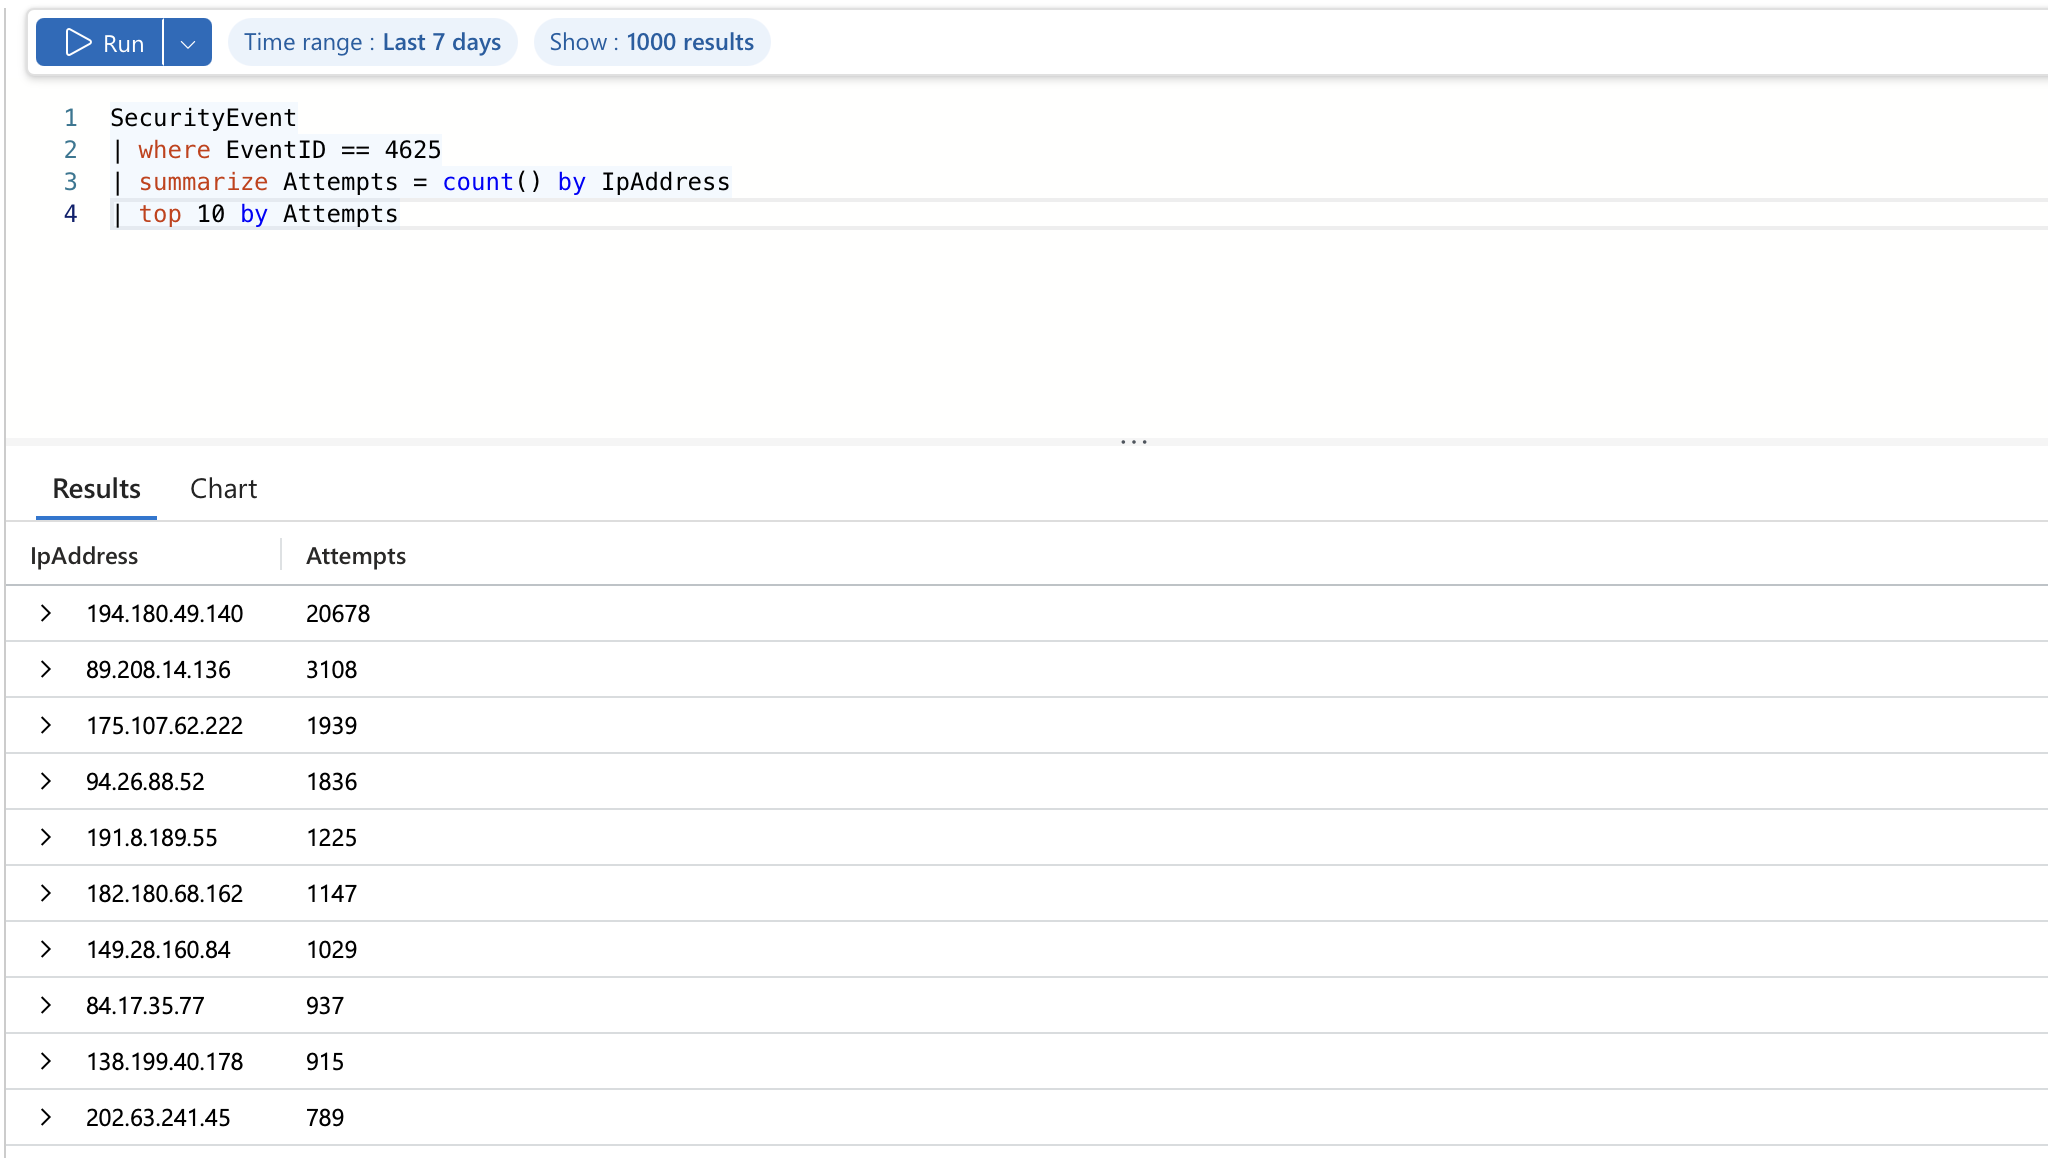 Run Time range : Last 7 days Show : 1000 results
1 SecurityEvent
2 | where EventID == 4625
3 | summarize Attempts = count() by IpAddress
4 | top 10 by Attempts
...
Results Chart
IpAddress Attempts
194.180.49.140 20678
89.208.14.136 3108
175.107.62.222 1939
94.26.88.52 1836
191.8.189.55 1225
182.180.68.162 1147
149.28.160.84 1029
84.17.35.77 937
138.199.40.178 915
202.63.241.45 789